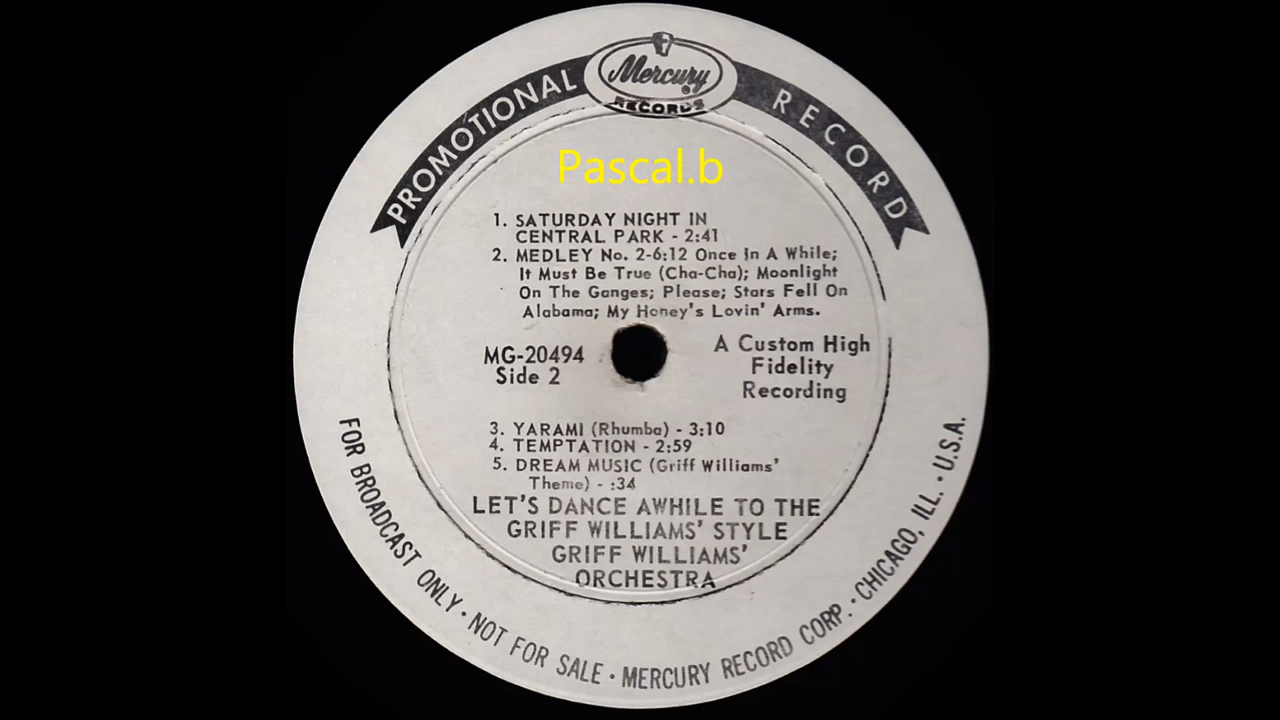 PROMOTIONAL RECORD
Mercury
RECORDS
Pascal.b
1. SATURDAY NIGHT IN
CENTRAL PARK - 2:41
2. MEDLEY No. 2-6:12 Once In A While;
It Must Be True (Cha-Cha); Moonlight
On The Ganges; Please; Stars Fell On
Alabama; My Honey's Lovin' Arms.
MG-20494
Side 2
A Custom High
Fidelity
Recording
3. YARAMI (Rhumba) - 3:10
4. TEMPTATION - 2:59
5. DREAM MUSIC (Griff Williams'
Theme) - :34
LET'S DANCE AWHILE TO THE
GRIFF WILLIAMS' STYLE
GRIFF WILLIAMS'
ORCHESTRA
FOR BROADCAST ONLY · NOT FOR SALE · MERCURY RECORD CORP. · CHICAGO, ILL. · U.S.A.